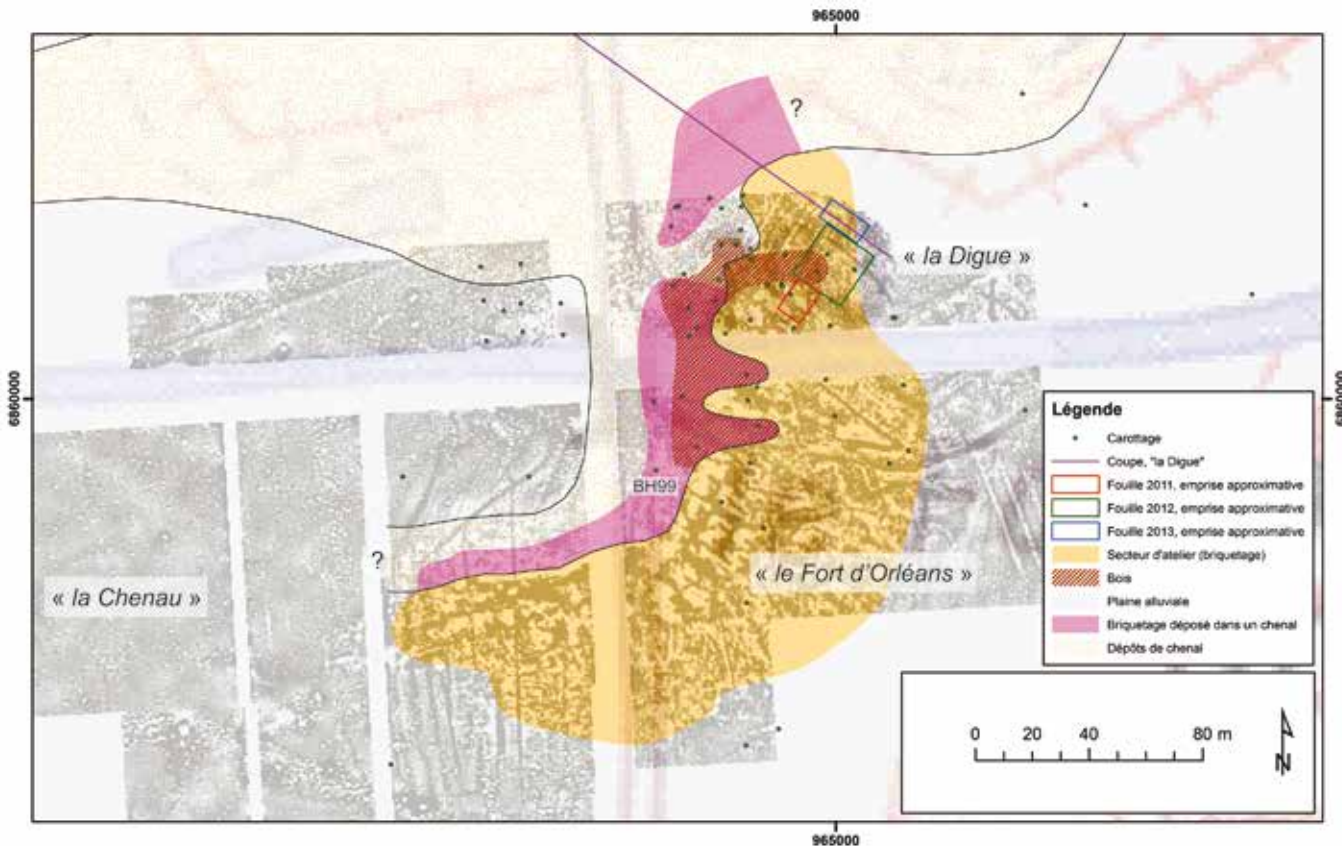 965000
?
« la Digue »
6860000
6860000
BH99
?
« la Chenau »
« le Fort d'Orléans »
Légende
Carottage
Coupe, "la Digue"
Fouille 2011, emprise approximative
Fouille 2012, emprise approximative
Fouille 2013, emprise approximative
Secteur d'atelier (briquetage)
Bois
Plaine alluviale
Briquetage déposé dans un chenal
Dépôts de chenal
0 20 40 80 m
N
965000